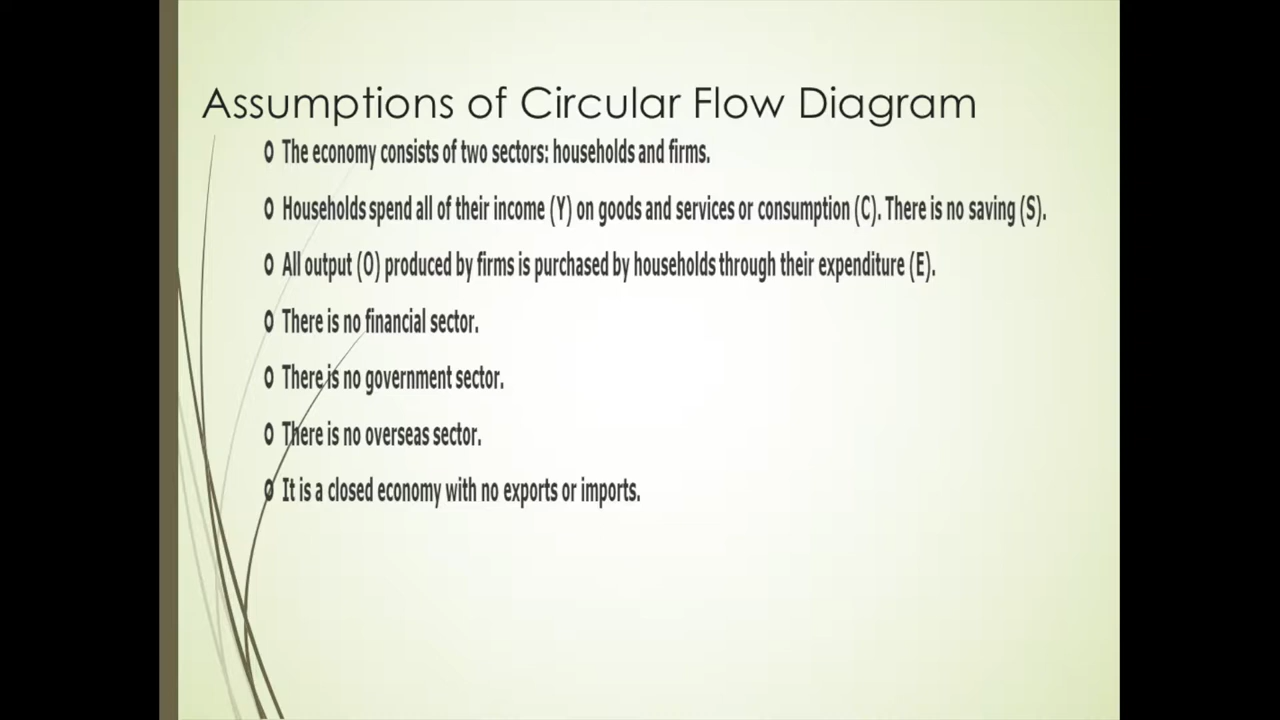 Assumptions of Circular Flow Diagram
The economy consists of two sectors: households and firms.
Households spend all of their income (Y) on goods and services or consumption (C). There is no saving (S).
All output (O) produced by firms is purchased by households through their expenditure (E).
There is no financial sector.
There is no government sector.
There is no overseas sector.
It is a closed economy with no exports or imports.